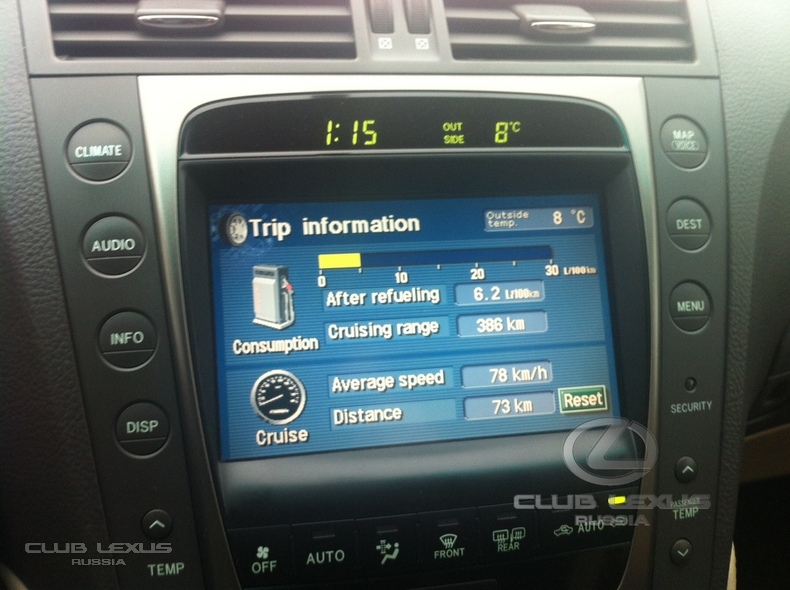 1:15 OUT SIDE 8°C
CLIMATE
AUDIO
INFO
DISP
TEMP
MAP
VOICE
DEST
MENU
SECURITY
PASSENGER
TEMP
Trip information
Outside temp. 8 °C
0 10 20 30 L/100km
After refueling 6.2 L/100km
Cruising range 386 km
Consumption
Average speed 78 km/h
Distance 73 km
Reset
Cruise
OFF
AUTO
FRONT
REAR
AUTO
CLUB LEXUS
RUSSIA
CLUB LEXUS
RUSSIA